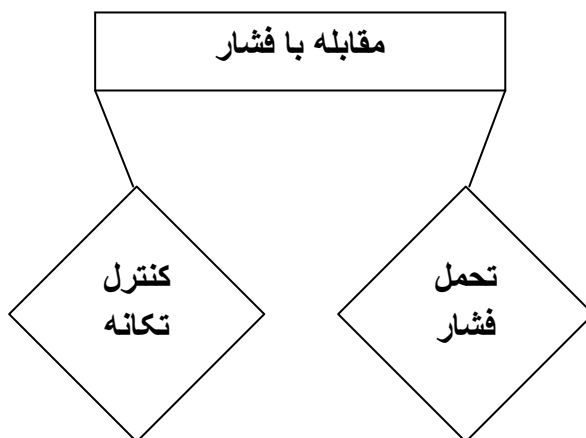 مقابله با فشار
تحمل
فشار
کنترل
تکانه